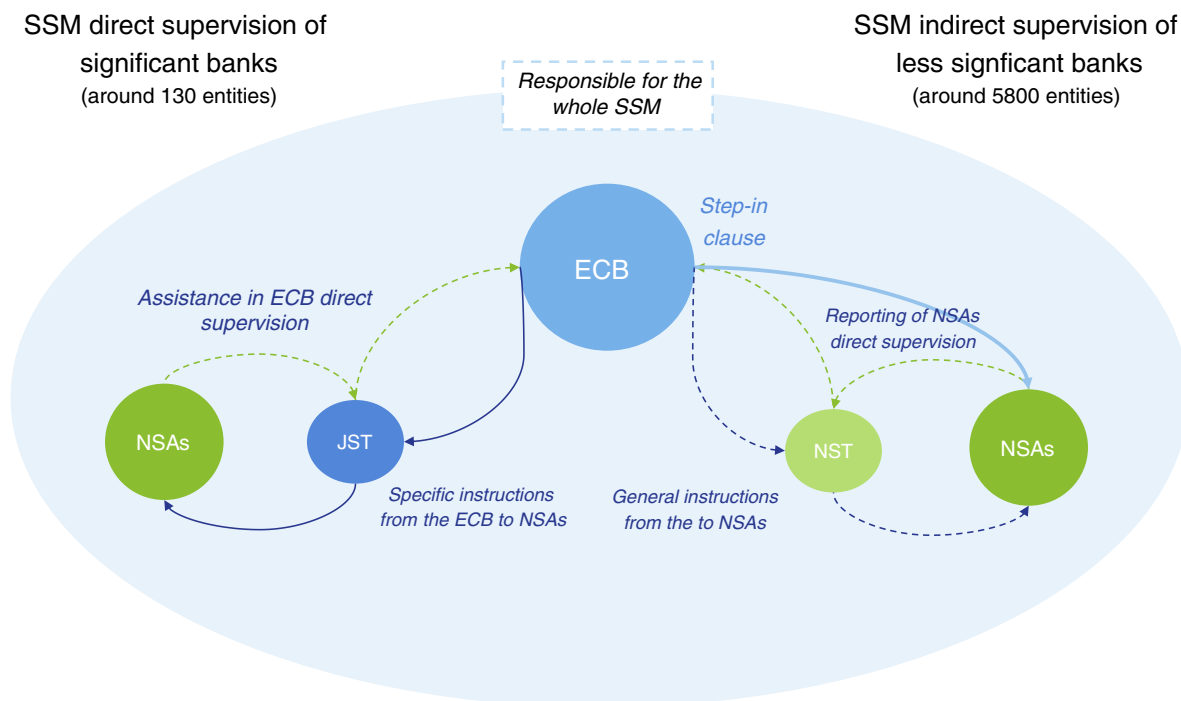 SSM direct supervision of
significant banks
(around 130 entities)
SSM indirect supervision of
less signficant banks
(around 5800 entities)
Responsible for the
whole SSM
Step-in
clause
ECB
Assistance in ECB direct
supervision
Reporting of NSAs
direct supervision
NSAs
JST
NST
NSAs
Specific instructions
from the ECB to NSAs
General instructions
from the to NSAs